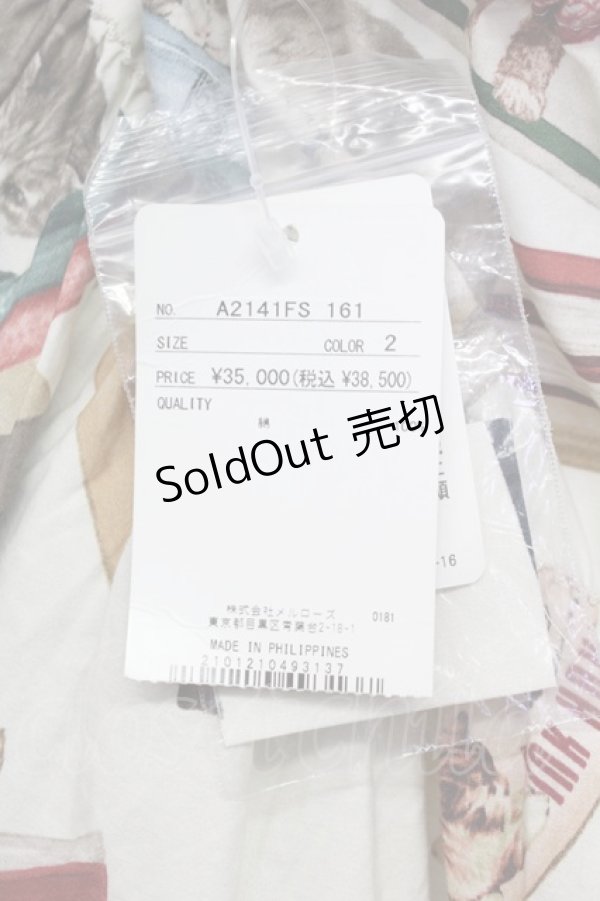 NO. A2141FS 161
SIZE COLOR 2
PRICE ¥35,000(税込 ¥38,500)
QUALITY
綿
SoldOut 売切
-16
株式会社メルローズ 0181
東京都目黒区青葉台2-18-1
MADE IN PHILIPPINES
2101210493137